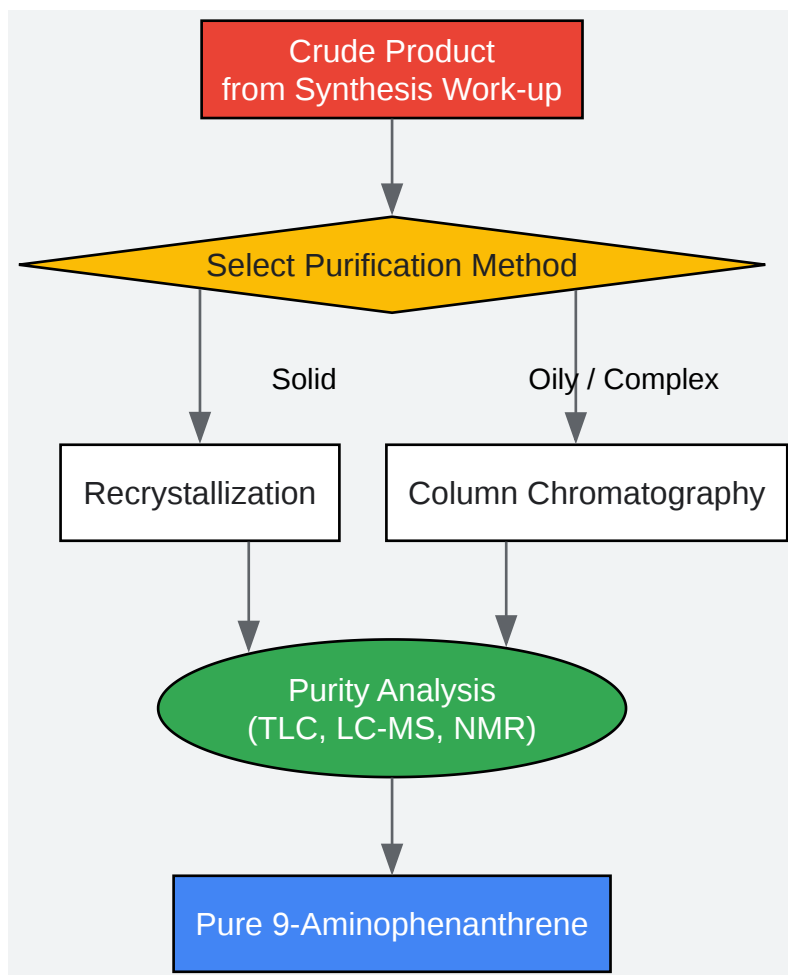 Crude Product
from Synthesis Work-up
Select Purification Method
Solid
Oily / Complex
Recrystallization
Column Chromatography
Purity Analysis
(TLC, LC-MS, NMR)
Pure 9-Aminophenanthrene